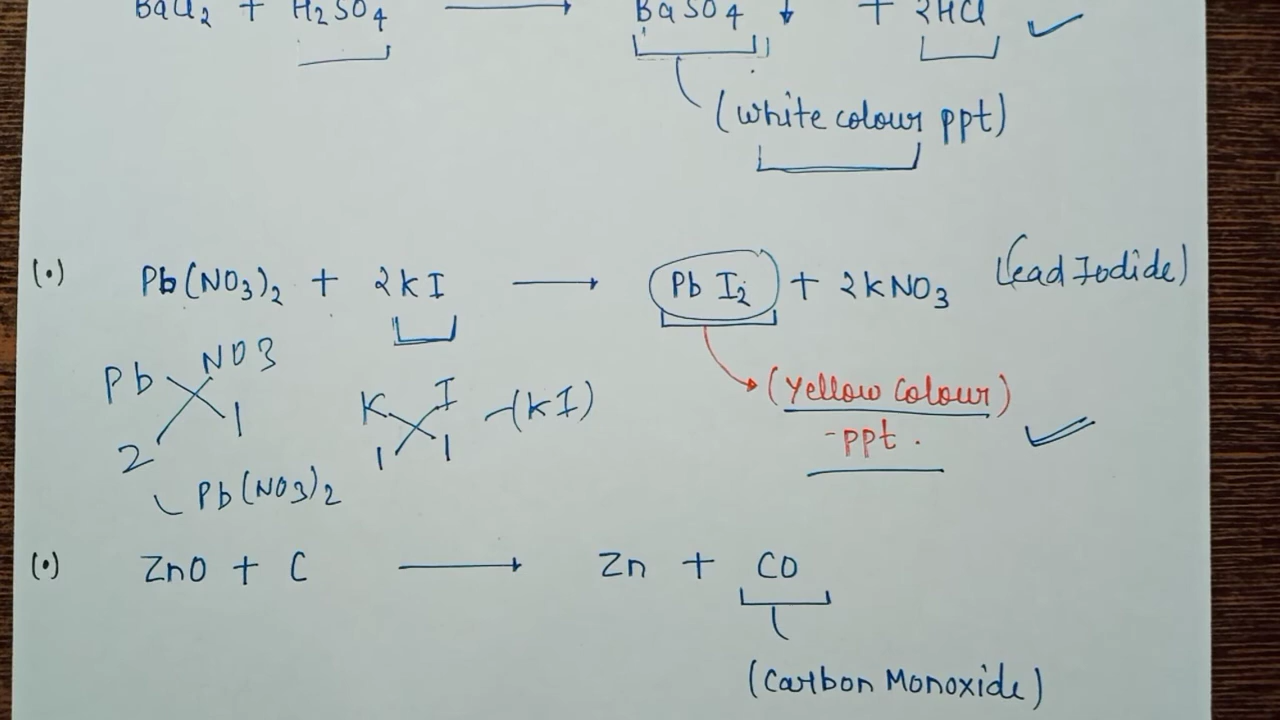 BaCl2 + H2SO4 → BaSO4 ↓ + 2HCl ✓
(White colour ppt)
(•) Pb(NO3)2 + 2KI → PbI2 + 2KNO3 (Lead Iodide)
Pb NO3
2 1
Pb(NO3)2
K I
1 1
(KI)
(Yellow Colour)
-ppt. ✓
(•) ZnO + C → Zn + CO
(Carbon Monoxide)